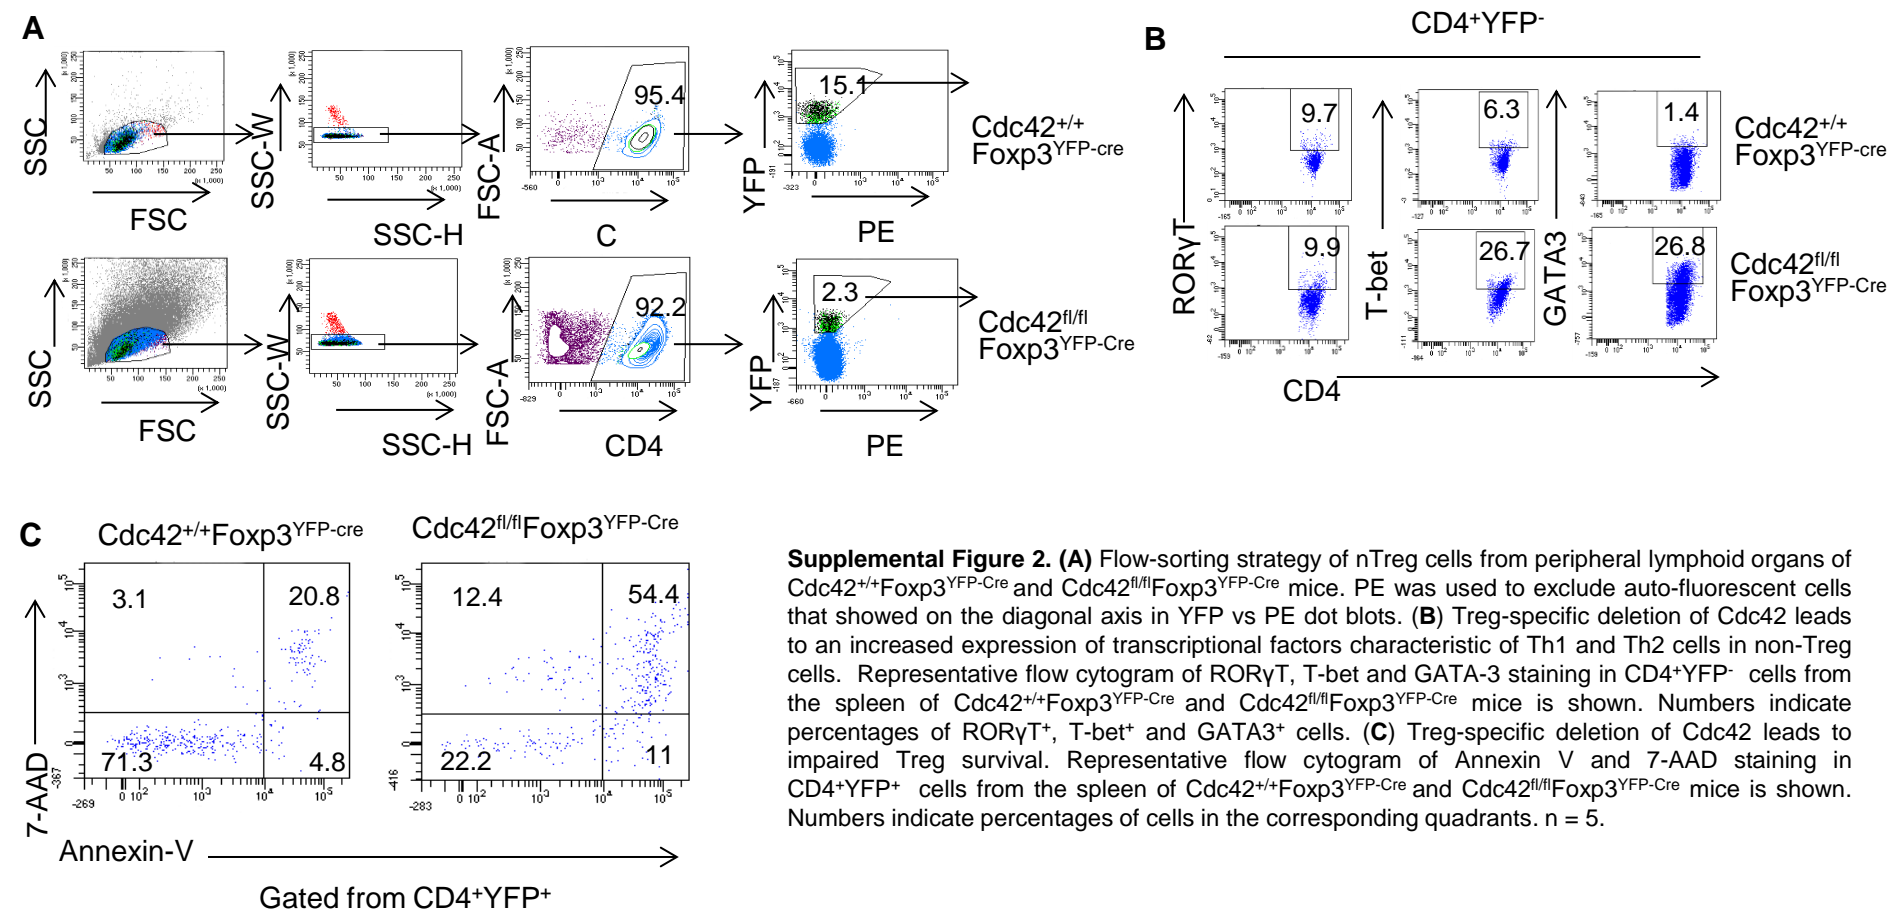 A
SSC
FSC
SSC-W
SSC-H
FSC-A
95.4
C
YFP
15.1
PE
Cdc42+/+
Foxp3YFP-cre
SSC
FSC
SSC-W
SSC-H
FSC-A
92.2
CD4
YFP
2.3
PE
Cdc42fl/fl
Foxp3YFP-Cre
B
CD4+YFP-
9.7
6.3
1.4
Cdc42+/+
Foxp3YFP-cre
RORγT
T-bet
GATA3
9.9
26.7
26.8
Cdc42fl/fl
Foxp3YFP-Cre
CD4
C
Cdc42+/+Foxp3YFP-cre
Cdc42fl/flFoxp3YFP-Cre
3.1
20.8
12.4
54.4
71.3
4.8
22.2
11
7-AAD
Annexin-V
Gated from CD4+YFP+
Supplemental Figure 2. (A) Flow-sorting strategy of nTreg cells from peripheral lymphoid organs of
Cdc42+/+Foxp3YFP-Cre and Cdc42fl/flFoxp3YFP-Cre mice. PE was used to exclude auto-fluorescent cells
that showed on the diagonal axis in YFP vs PE dot blots. (B) Treg-specific deletion of Cdc42 leads
to an increased expression of transcriptional factors characteristic of Th1 and Th2 cells in non-Treg
cells. Representative flow cytogram of RORγT, T-bet and GATA-3 staining in CD4+YFP- cells from
the spleen of Cdc42+/+Foxp3YFP-Cre and Cdc42fl/flFoxp3YFP-Cre mice is shown. Numbers indicate
percentages of RORγT+, T-bet+ and GATA3+ cells. (C) Treg-specific deletion of Cdc42 leads to
impaired Treg survival. Representative flow cytogram of Annexin V and 7-AAD staining in
CD4+YFP+ cells from the spleen of Cdc42+/+Foxp3YFP-Cre and Cdc42fl/flFoxp3YFP-Cre mice is shown.
Numbers indicate percentages of cells in the corresponding quadrants. n = 5.